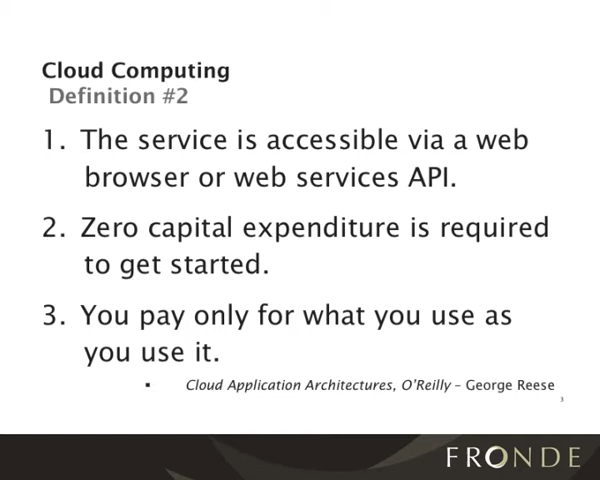 Cloud Computing
Definition #2
1. The service is accessible via a web
browser or web services API.
2. Zero capital expenditure is required
to get started.
3. You pay only for what you use as
you use it.
▪ Cloud Application Architectures, O'Reilly – George Reese
3
FRONDE